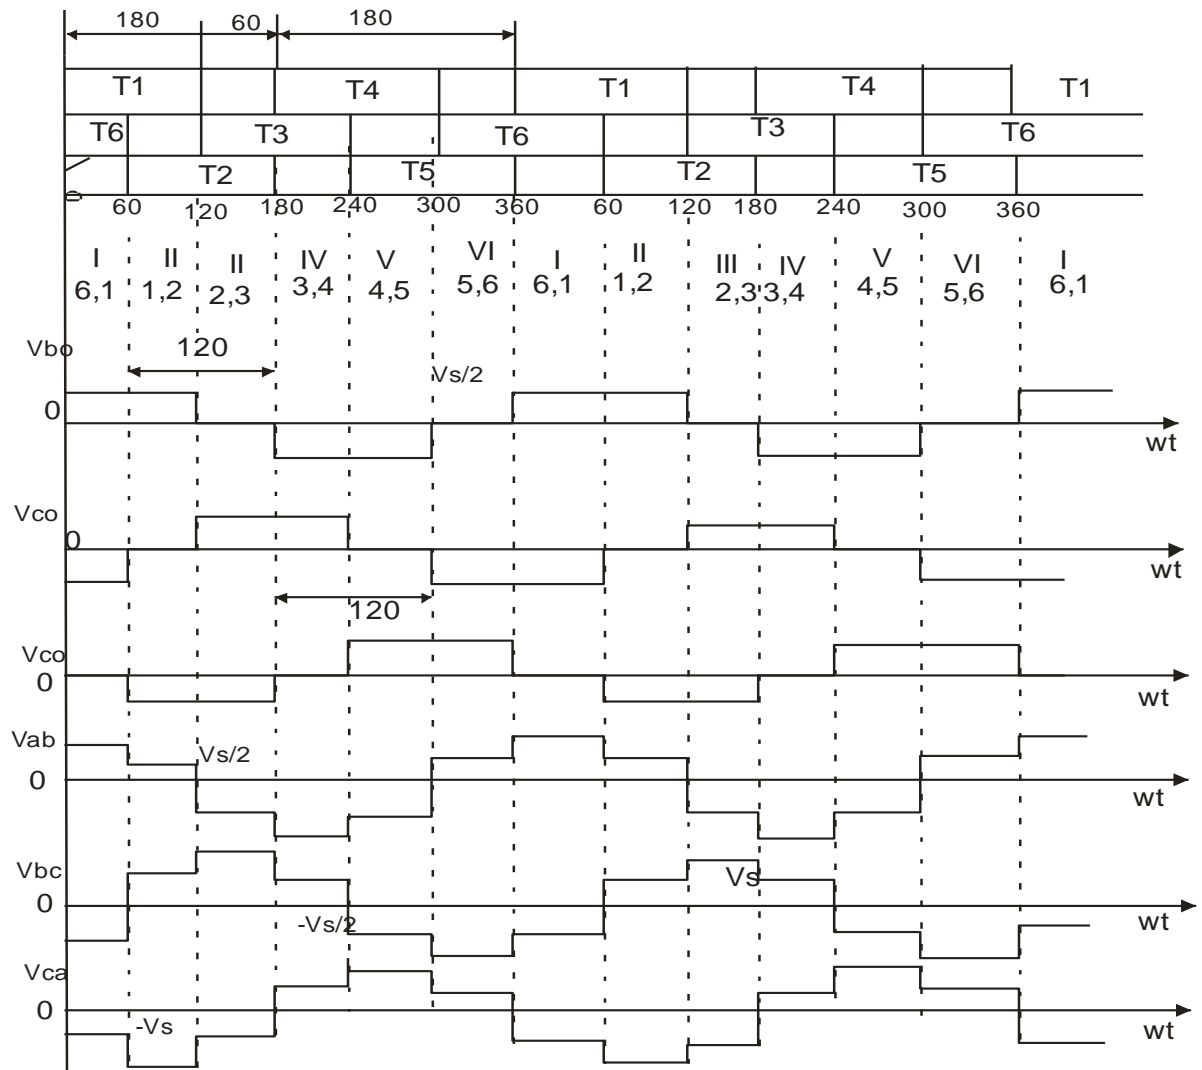 180 60 180
T1 T4 T1 T4 T1
T6 T3 T6 T3 T6
T2 T5 T2 T5
0 60 120 180 240 300 360 60 120 180 240 300 360
I II II IV V VI I II III IV V VI I
6,1 1,2 2,3 3,4 4,5 5,6 6,1 1,2 2,3 3,4 4,5 5,6 6,1
Vbo 120 Vs/2
0
wt
Vco
0
wt
120
Vco
0
wt
Vab Vs/2
0
wt
Vbc Vs
0
-Vs/2 wt
Vca
0
-Vs wt